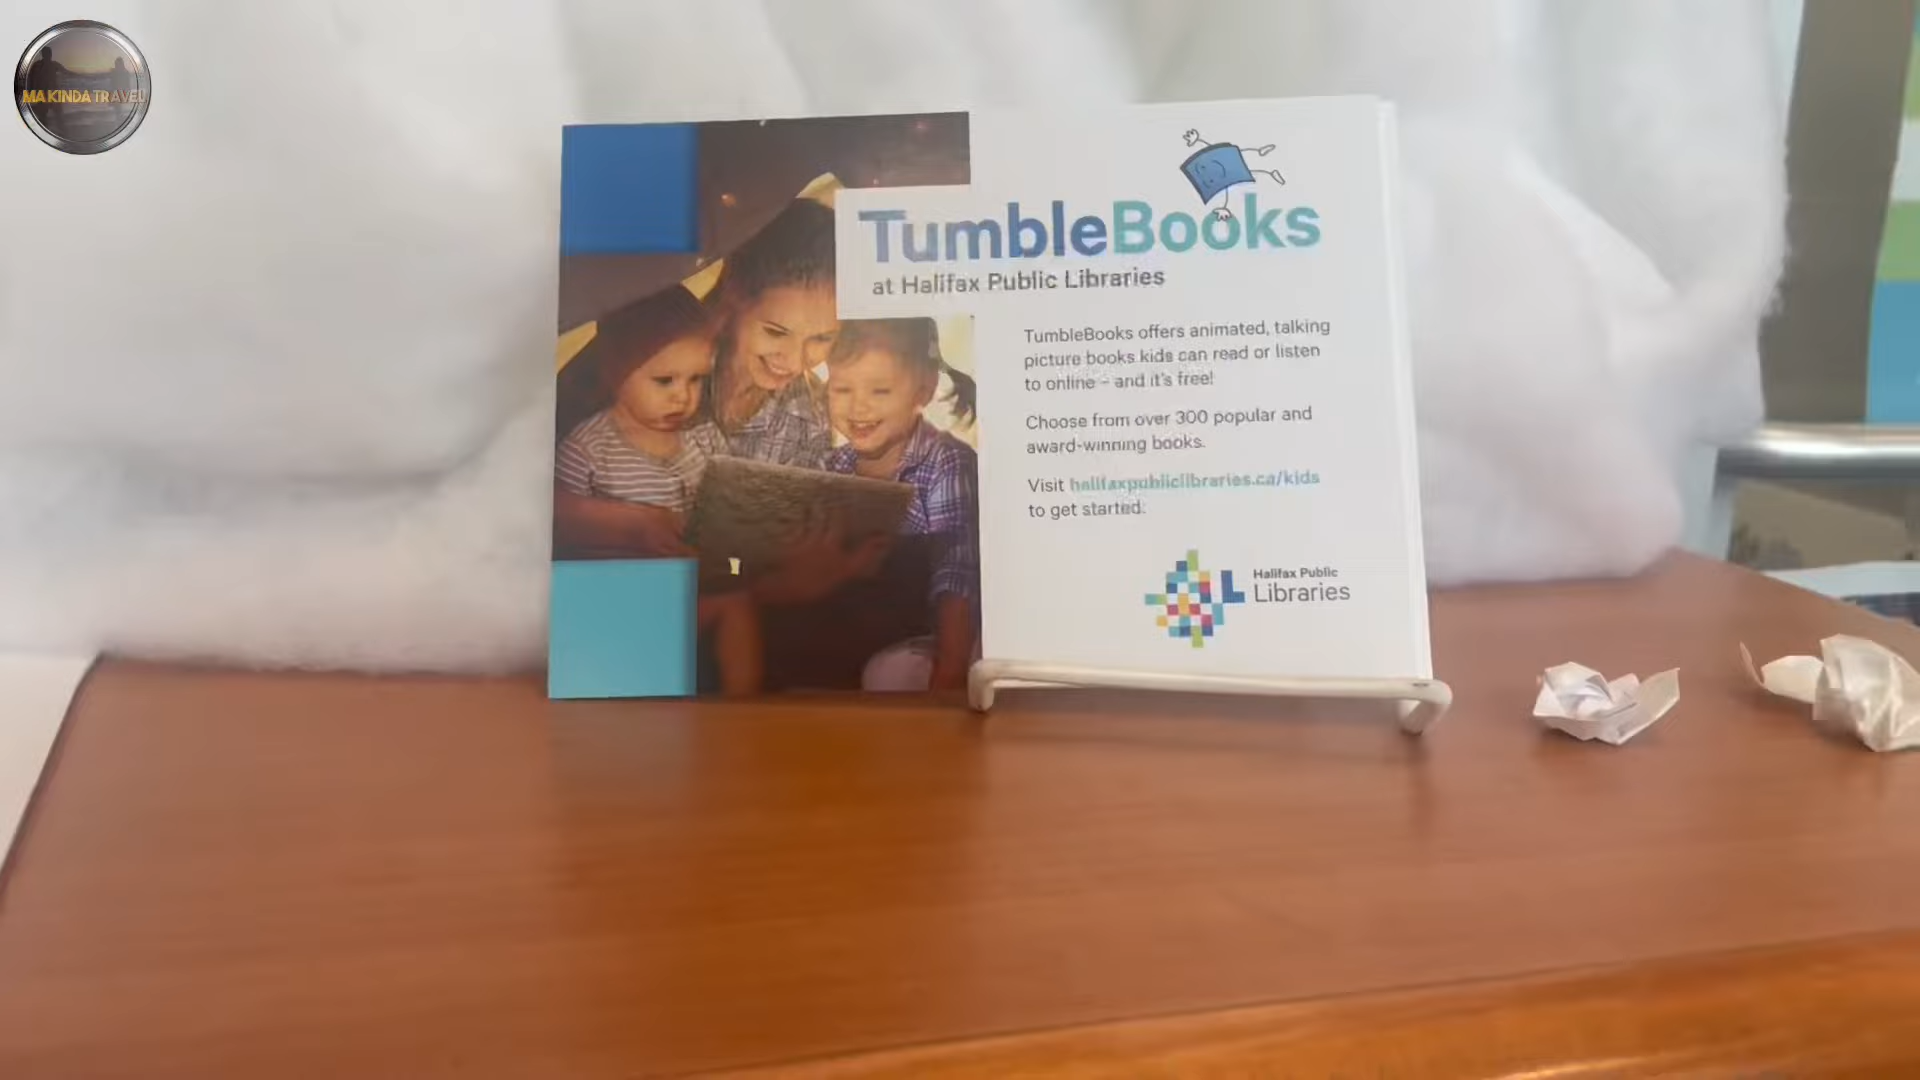 MA KINDA TRAVEL
TumbleBooks
at Halifax Public Libraries
TumbleBooks offers animated, talking
picture books kids can read or listen
to online – and it's free!
Choose from over 300 popular and
award-winning books.
Visit halifaxpubliclibraries.ca/kids
to get started.
Halifax Public
Libraries